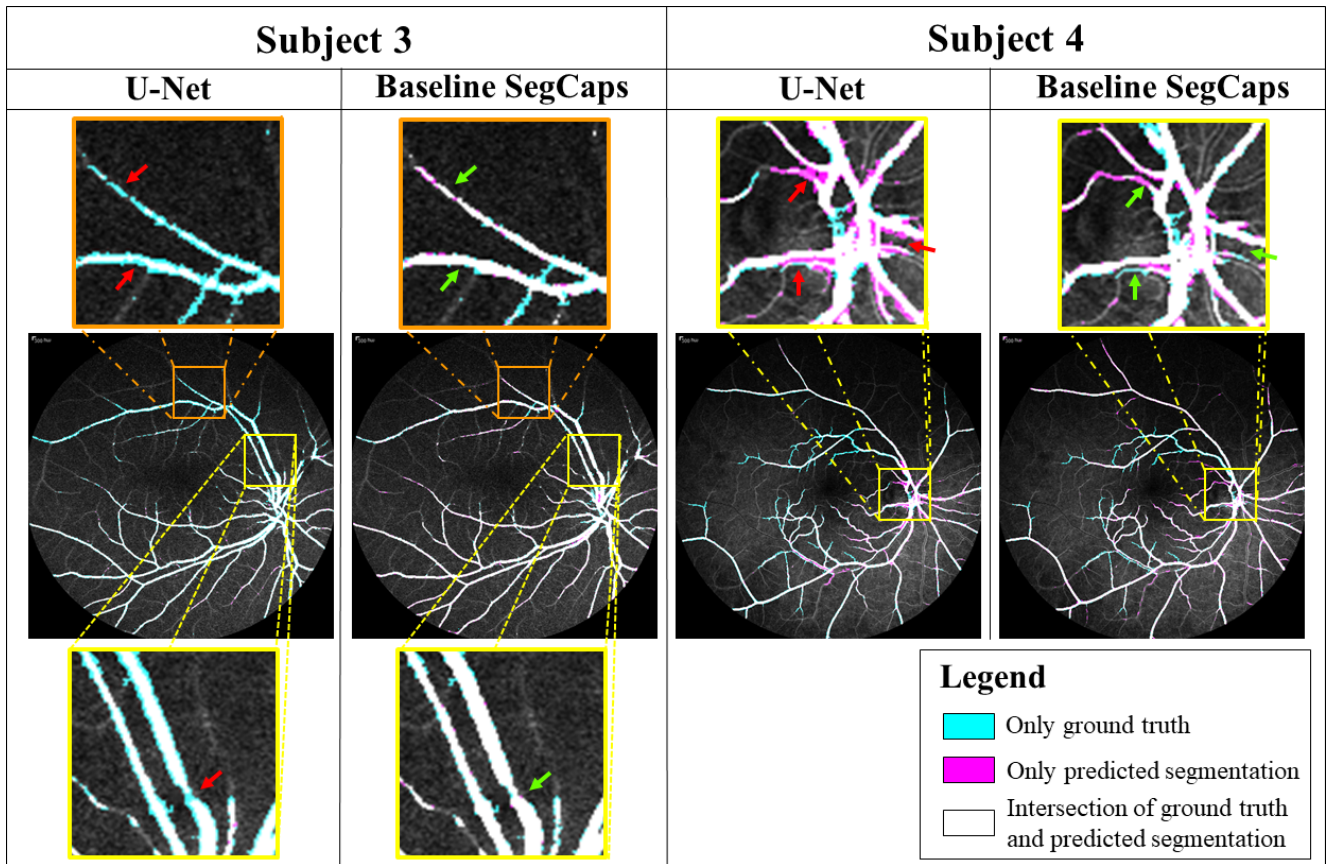 Subject 3
Subject 4
U-Net
Baseline SegCaps
U-Net
Baseline SegCaps
Legend
Only ground truth
Only predicted segmentation
Intersection of ground truth
and predicted segmentation